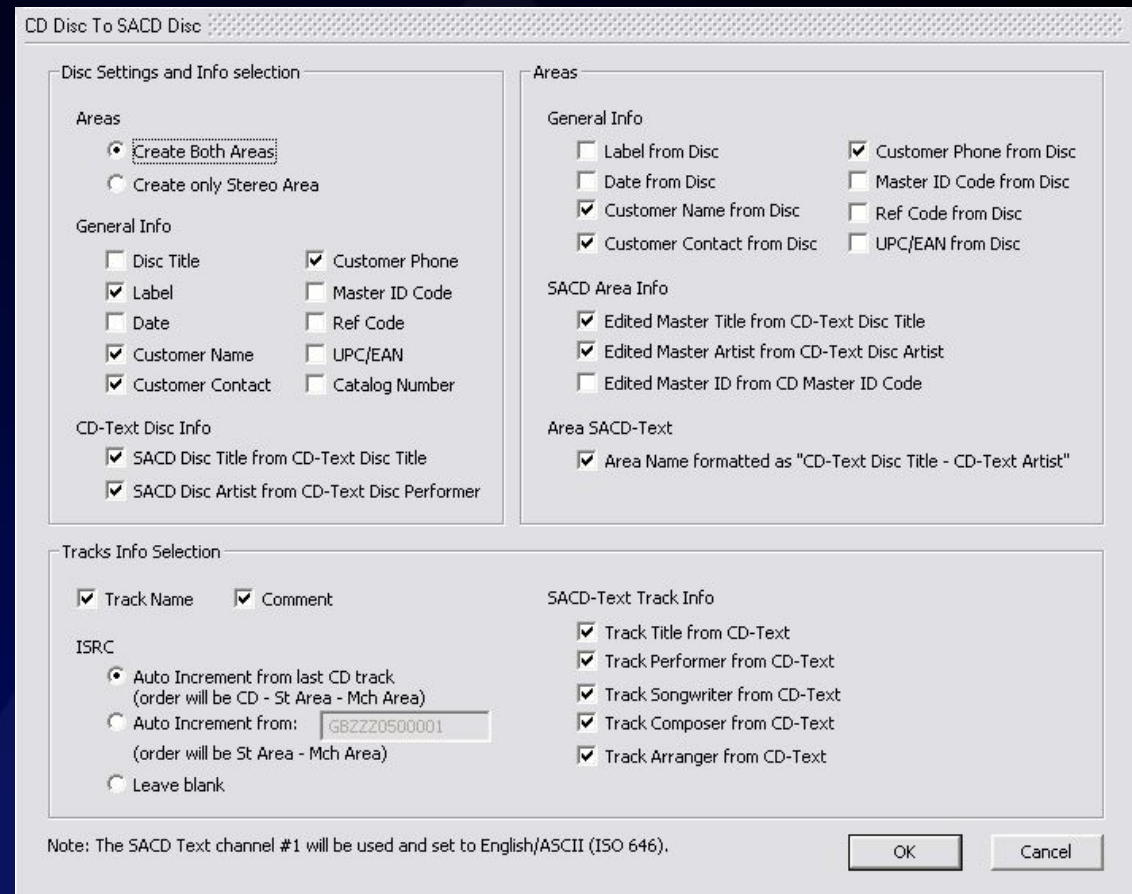 CD Disc To SACD Disc
Disc Settings and Info selection
Areas
Create Both Areas
Create only Stereo Area
General Info
Disc Title
Customer Phone
Label
Master ID Code
Date
Ref Code
Customer Name
UPC/EAN
Customer Contact
Catalog Number
CD-Text Disc Info
SACD Disc Title from CD-Text Disc Title
SACD Disc Artist from CD-Text Disc Performer
Areas
General Info
Label from Disc
Customer Phone from Disc
Date from Disc
Master ID Code from Disc
Customer Name from Disc
Ref Code from Disc
Customer Contact from Disc
UPC/EAN from Disc
SACD Area Info
Edited Master Title from CD-Text Disc Title
Edited Master Artist from CD-Text Disc Artist
Edited Master ID from CD Master ID Code
Area SACD-Text
Area Name formatted as "CD-Text Disc Title - CD-Text Artist"
Tracks Info Selection
Track Name
Comment
ISRC
Auto Increment from last CD track
(order will be CD - St Area - Mch Area)
Auto Increment from:
GBZZZ0500001
(order will be St Area - Mch Area)
Leave blank
SACD-Text Track Info
Track Title from CD-Text
Track Performer from CD-Text
Track Songwriter from CD-Text
Track Composer from CD-Text
Track Arranger from CD-Text
Note: The SACD Text channel #1 will be used and set to English/ASCII (ISO 646).
OK
Cancel